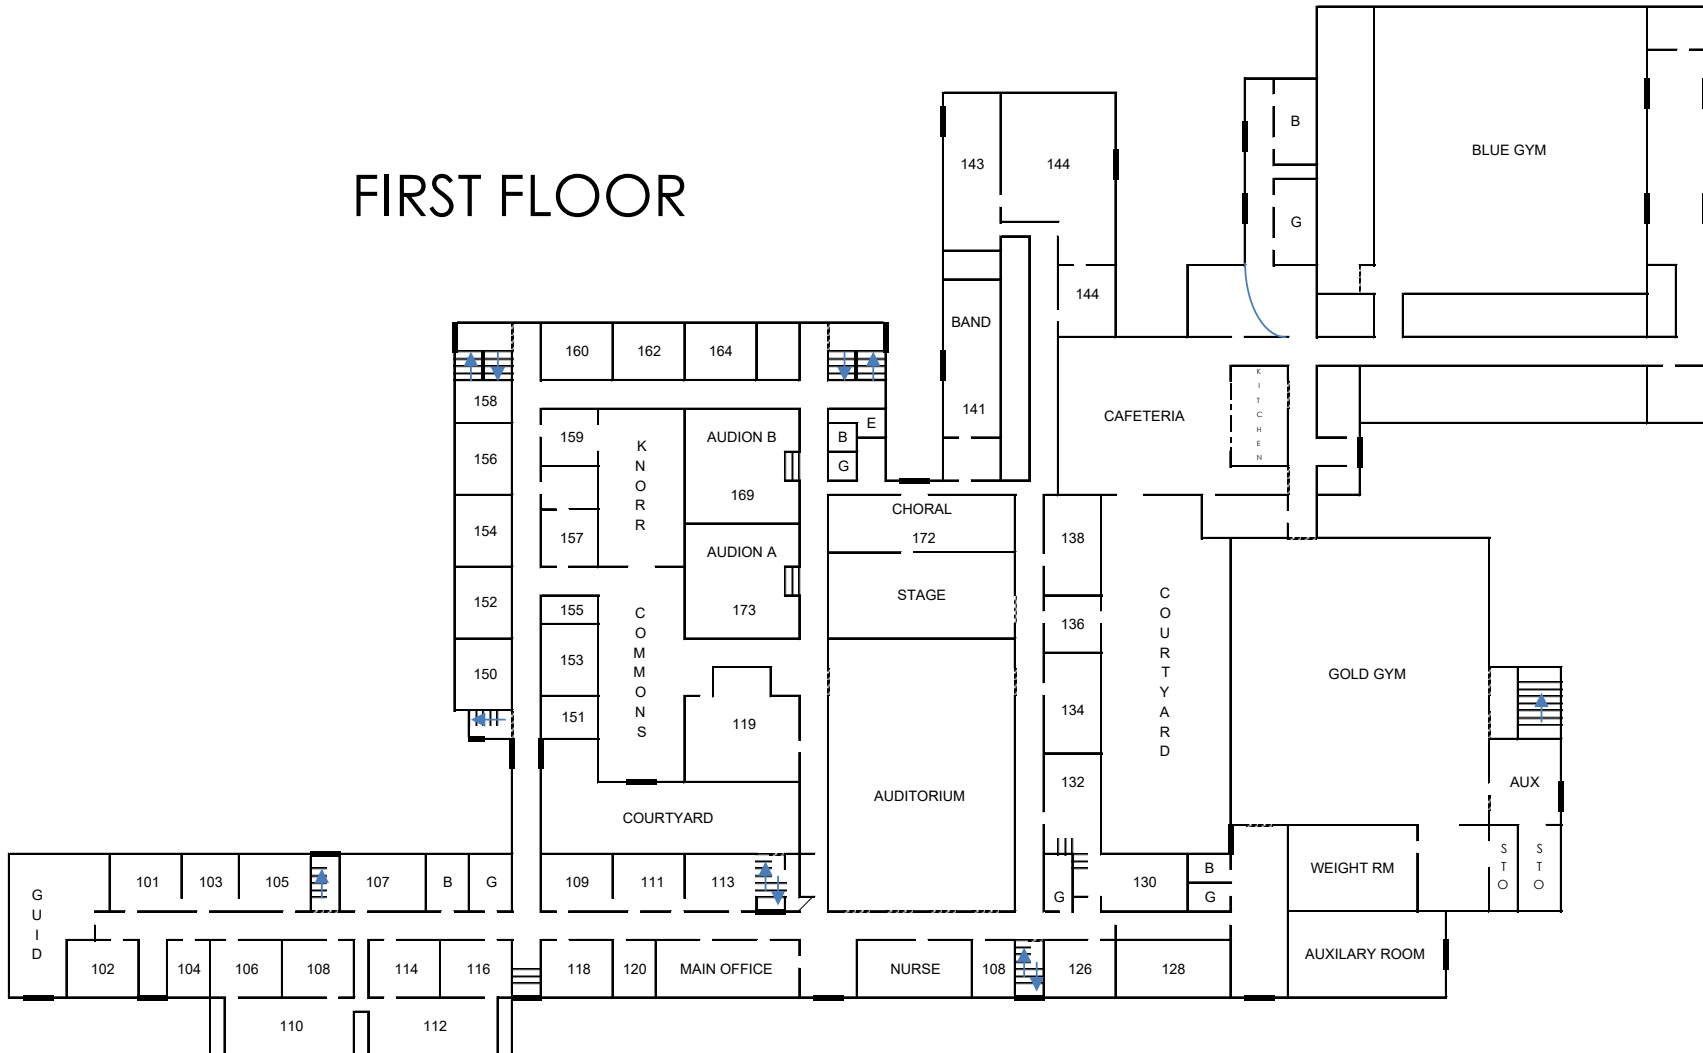 FIRST FLOOR
BLUE GYM
B
G
143
144
144
BAND
141
160
162
164
158
159
156
154
157
152
155
153
150
151
KNORR
COMMONS
AUDION B
169
AUDION A
173
E
B
G
119
COURTYARD
CHORAL
172
STAGE
AUDITORIUM
CAFETERIA
KITCHEN
138
136
134
132
COURTYARD
GOLD GYM
AUX
STO
STO
WEIGHT RM
AUXILARY ROOM
GUID
101
103
105
107
B
G
109
111
113
G
130
B
G
102
104
106
108
114
116
118
120
MAIN OFFICE
NURSE
108
126
128
110
112